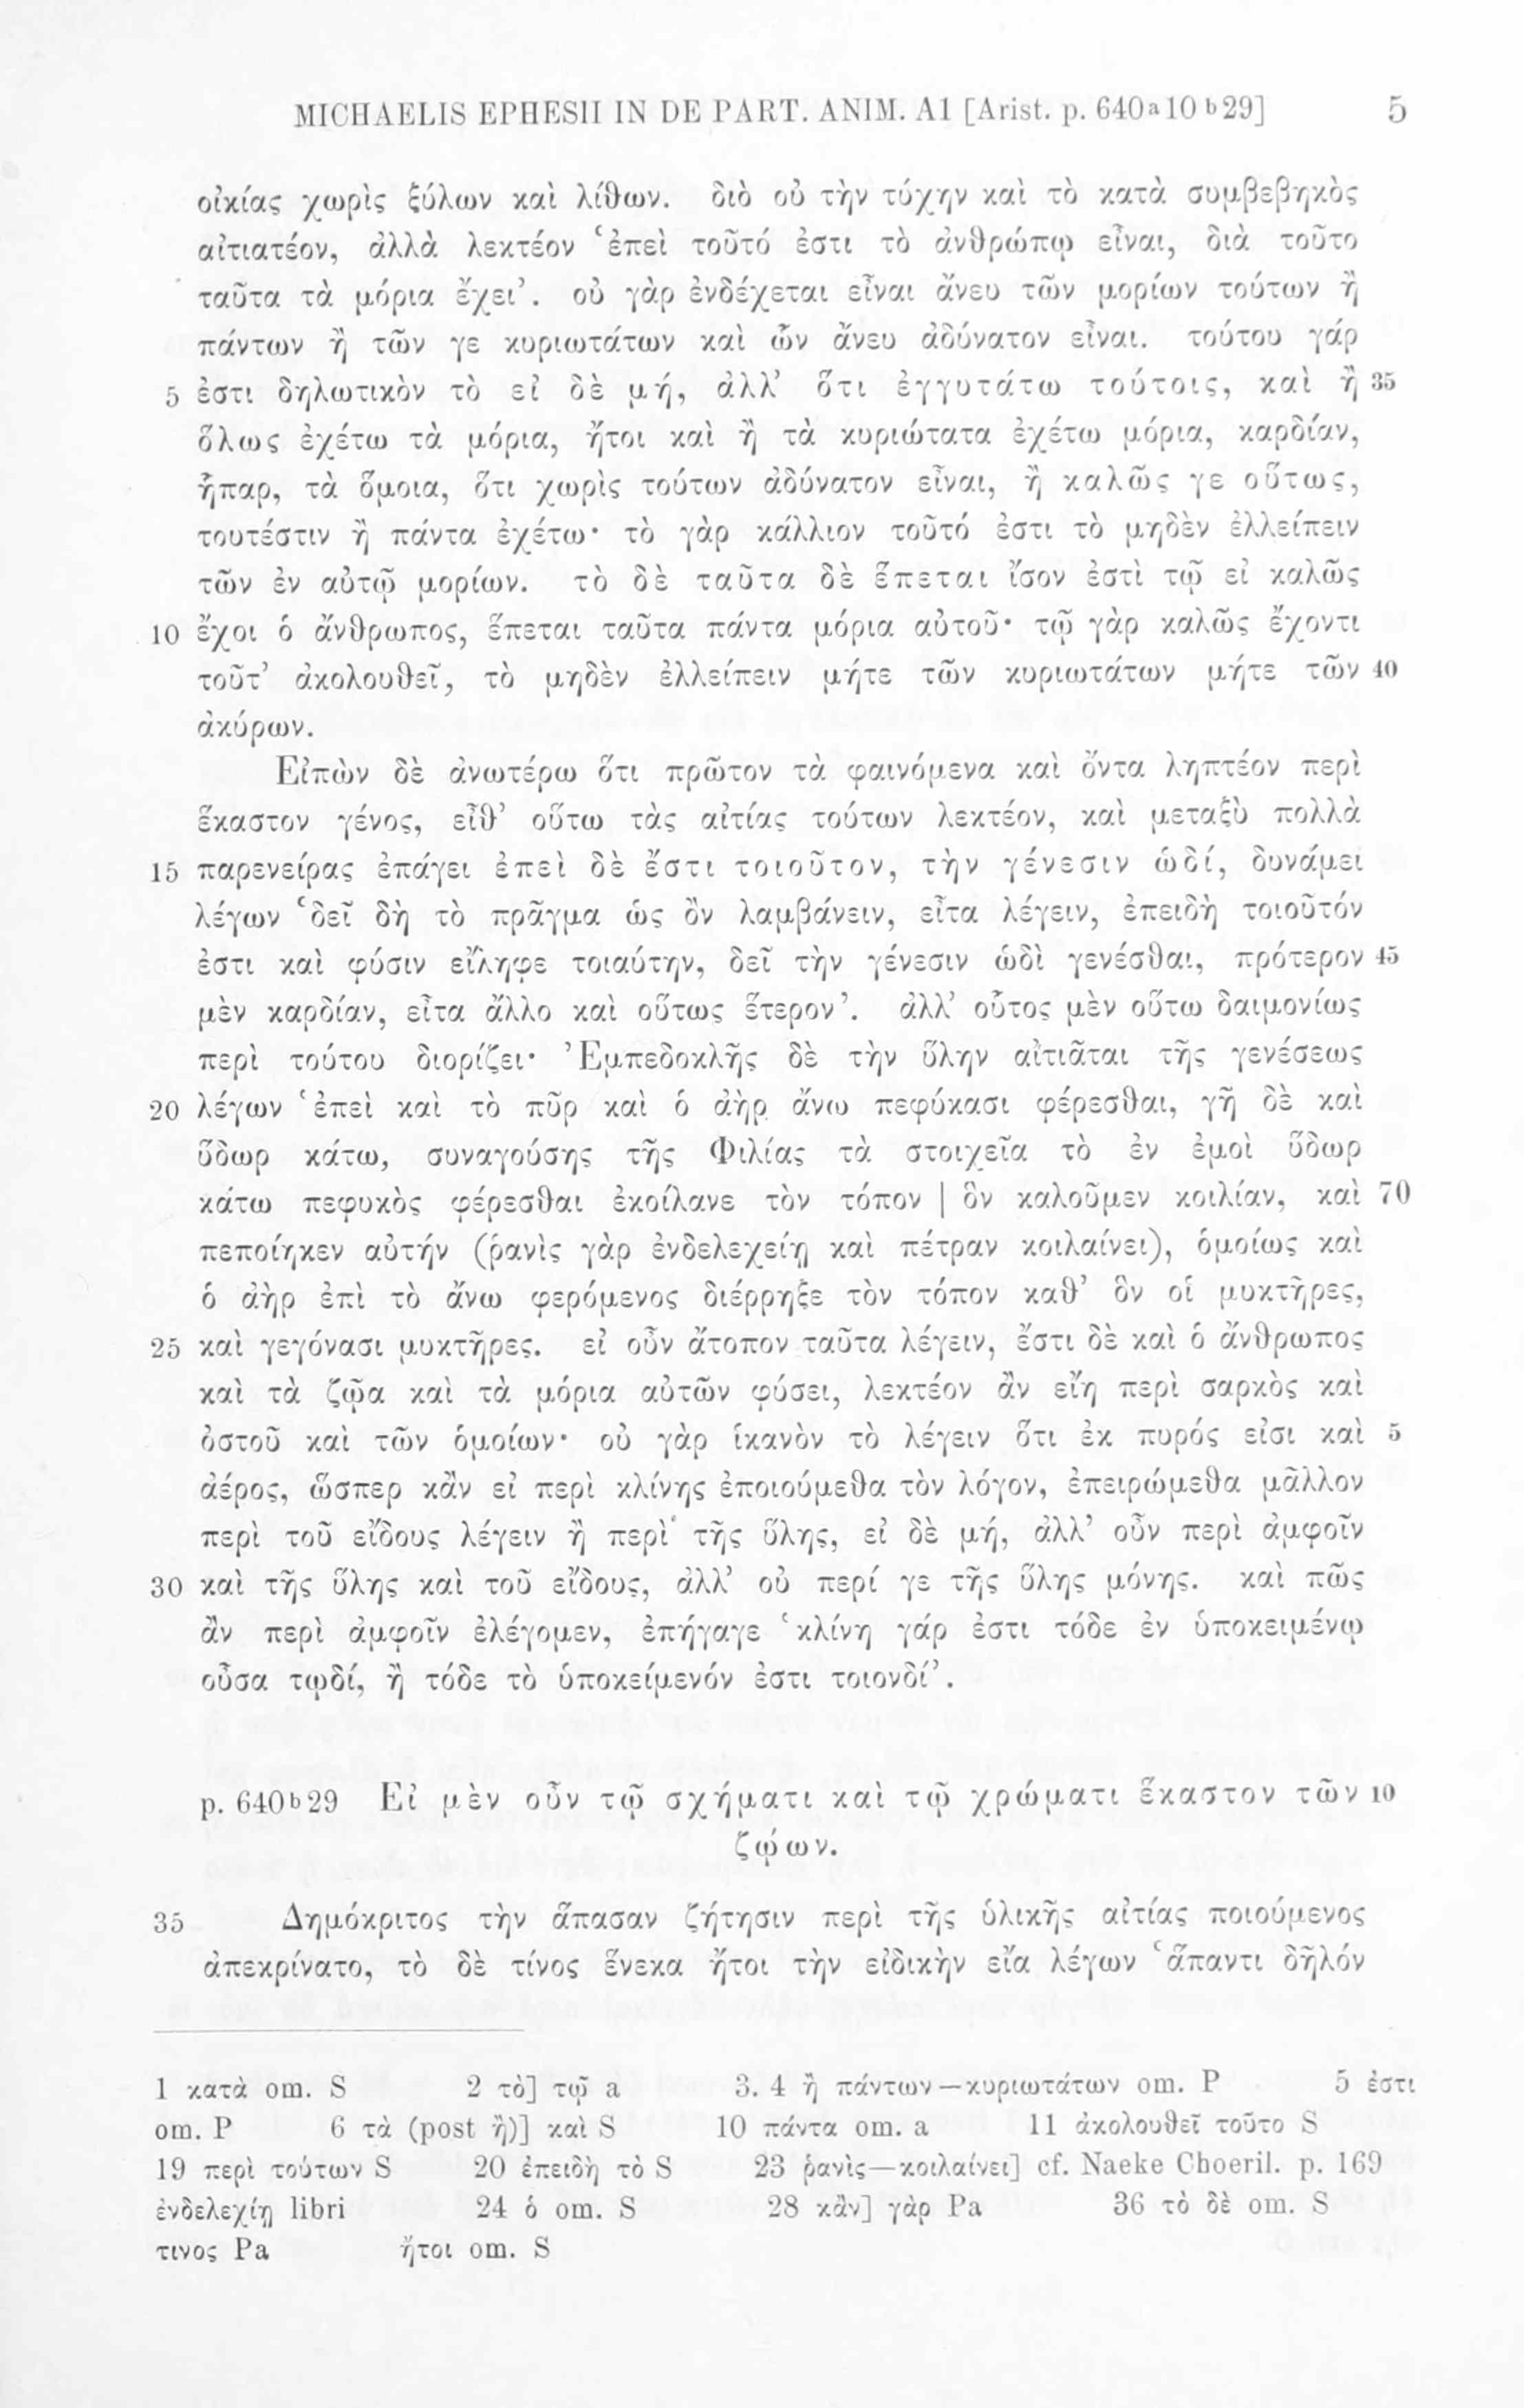 MICHAELIS EPHESII IN DE PART. ANIM. A1 [Arist. p. 640a10 b29] 5
οἰκίας χωρὶς ξύλων καὶ λίθων. διὸ οὐ τὴν τύχην καὶ τὸ κατὰ συμβεβηκὸς
αἰτιατέον, ἀλλὰ λεκτέον ‘ἐπεὶ τοῦτό ἐστι τὸ ἀνθρώπῳ εἶναι, διὰ τοῦτο
ταῦτα τὰ μόρια ἔχει’. οὐ γὰρ ἐνδέχεται εἶναι ἄνευ τῶν μορίων τούτων ἢ
πάντων ἢ τῶν γε κυριωτάτων καὶ ὧν ἄνευ ἀδύνατον εἶναι. τούτου γάρ
5 ἐστι δηλωτικὸν τὸ εἰ δὲ μή, ἀλλ’ ὅτι ἐγγυτάτω τούτοις, καὶ ἢ 35
ὅλως ἐχέτω τὰ μόρια, ἤτοι καὶ ἢ τὰ κυριώτατα ἐχέτω μόρια, καρδίαν,
ἧπαρ, τὰ ὅμοια, ὅτι χωρὶς τούτων ἀδύνατον εἶναι, ἢ καλῶς γε οὕτως,
τουτέστιν ἢ πάντα ἐχέτω· τὸ γὰρ κάλλιον τοῦτό ἐστι τὸ μηδὲν ἐλλείπειν
τῶν ἐν αὐτῷ μορίων. τὸ δὲ ταῦτα δὲ ἕπεται ἴσον ἐστὶ τῷ εἰ καλῶς
10 ἔχοι ὁ ἄνθρωπος, ἕπεται ταῦτα πάντα μόρια αὐτοῦ· τῷ γὰρ καλῶς ἔχοντι
τοῦτ’ ἀκολουθεῖ, τὸ μηδὲν ἐλλείπειν μήτε τῶν κυριωτάτων μήτε τῶν 40
ἀκύρων.
Εἰπὼν δὲ ἀνωτέρω ὅτι πρῶτον τὰ φαινόμενα καὶ ὄντα ληπτέον περὶ
ἕκαστον γένος, εἶθ’ οὕτω τὰς αἰτίας τούτων λεκτέον, καὶ μεταξὺ πολλὰ
15 παρενείρας ἐπάγει ἐπεὶ δὲ ἔστι τοιοῦτον, τὴν γένεσιν ὡδί, δυνάμει
λέγων ‘δεῖ δὴ τὸ πρᾶγμα ὡς ὂν λαμβάνειν, εἶτα λέγειν, ἐπειδὴ τοιοῦτόν
ἐστι καὶ φύσιν εἴληφε τοιαύτην, δεῖ τὴν γένεσιν ὡδὶ γενέσθαι, πρότερον 45
μὲν καρδίαν, εἶτα ἄλλο καὶ οὕτως ἕτερον’. ἀλλ’ οὗτος μὲν οὕτω δαιμονίως
περὶ τούτου διορίζει· Ἐμπεδοκλῆς δὲ τὴν ὕλην αἰτιᾶται τῆς γενέσεως
20 λέγων ‘ἐπεὶ καὶ τὸ πῦρ καὶ ὁ ἀὴρ ἄνω πεφύκασι φέρεσθαι, γῆ δὲ καὶ
ὕδωρ κάτω, συναγούσης τῆς Φιλίας τὰ στοιχεῖα τὸ ἐν ἐμοὶ ὕδωρ
κάτω πεφυκὸς φέρεσθαι ἐκοίλανε τὸν τόπον | ὃν καλοῦμεν κοιλίαν, καὶ 70
πεποίηκεν αὐτήν (ῥανὶς γὰρ ἐνδελεχείῃ καὶ πέτραν κοιλαίνει), ὁμοίως καὶ
ὁ ἀὴρ ἐπὶ τὸ ἄνω φερόμενος διέρρηξε τὸν τόπον καθ’ ὃν οἱ μυκτῆρες,
25 καὶ γεγόνασι μυκτῆρες. εἰ οὖν ἄτοπον ταῦτα λέγειν, ἔστι δὲ καὶ ὁ ἄνθρωπος
καὶ τὰ ζῷα καὶ τὰ μόρια αὐτῶν φύσει, λεκτέον ἂν εἴη περὶ σαρκὸς καὶ
ὀστοῦ καὶ τῶν ὁμοίων· οὐ γὰρ ἱκανὸν τὸ λέγειν ὅτι ἐκ πυρός εἰσι καὶ 5
ἀέρος, ὥσπερ κἂν εἰ περὶ κλίνης ἐποιούμεθα τὸν λόγον, ἐπειρώμεθα μᾶλλον
περὶ τοῦ εἴδους λέγειν ἢ περὶ τῆς ὕλης, εἰ δὲ μή, ἀλλ’ οὖν περὶ ἀμφοῖν
30 καὶ τῆς ὕλης καὶ τοῦ εἴδους, ἀλλ’ οὐ περί γε τῆς ὕλης μόνης. καὶ πῶς
ἂν περὶ ἀμφοῖν ἐλέγομεν, ἐπήγαγε ‘κλίνη γάρ ἐστι τόδε ἐν ὑποκειμένῳ
οὖσα τῳδί, ἢ τόδε τὸ ὑποκείμενόν ἐστι τοιονδί’.
p. 640b29 Εἰ μὲν οὖν τῷ σχήματι καὶ τῷ χρώματι ἕκαστον τῶν 10
ζῴων.
35 Δημόκριτος τὴν ἅπασαν ζήτησιν περὶ τῆς ὑλικῆς αἰτίας ποιούμενος
ἀπεκρίνατο, τὸ δὲ τίνος ἕνεκα ἤτοι τὴν εἰδικὴν εἴα λέγων ‘ἅπαντι δῆλόν
1 κατὰ om. S 2 τὸ] τῷ a 3. 4 ἢ πάντων—κυριωτάτων om. P 5 ἐστι
om. P 6 τὰ (post ἢ)] καὶ S 10 πάντα om. a 11 ἀκολουθεῖ τοῦτο S
19 περὶ τούτων S 20 ἐπειδὴ τὸ S 23 ῥανὶς—κοιλαίνει] cf. Naeke Choeril. p. 169
ἐνδελεχίῃ libri 24 ὁ om. S 28 κἂν] γὰρ Pa 36 τὸ δὲ om. S
τινος Pa ἤτοι om. S